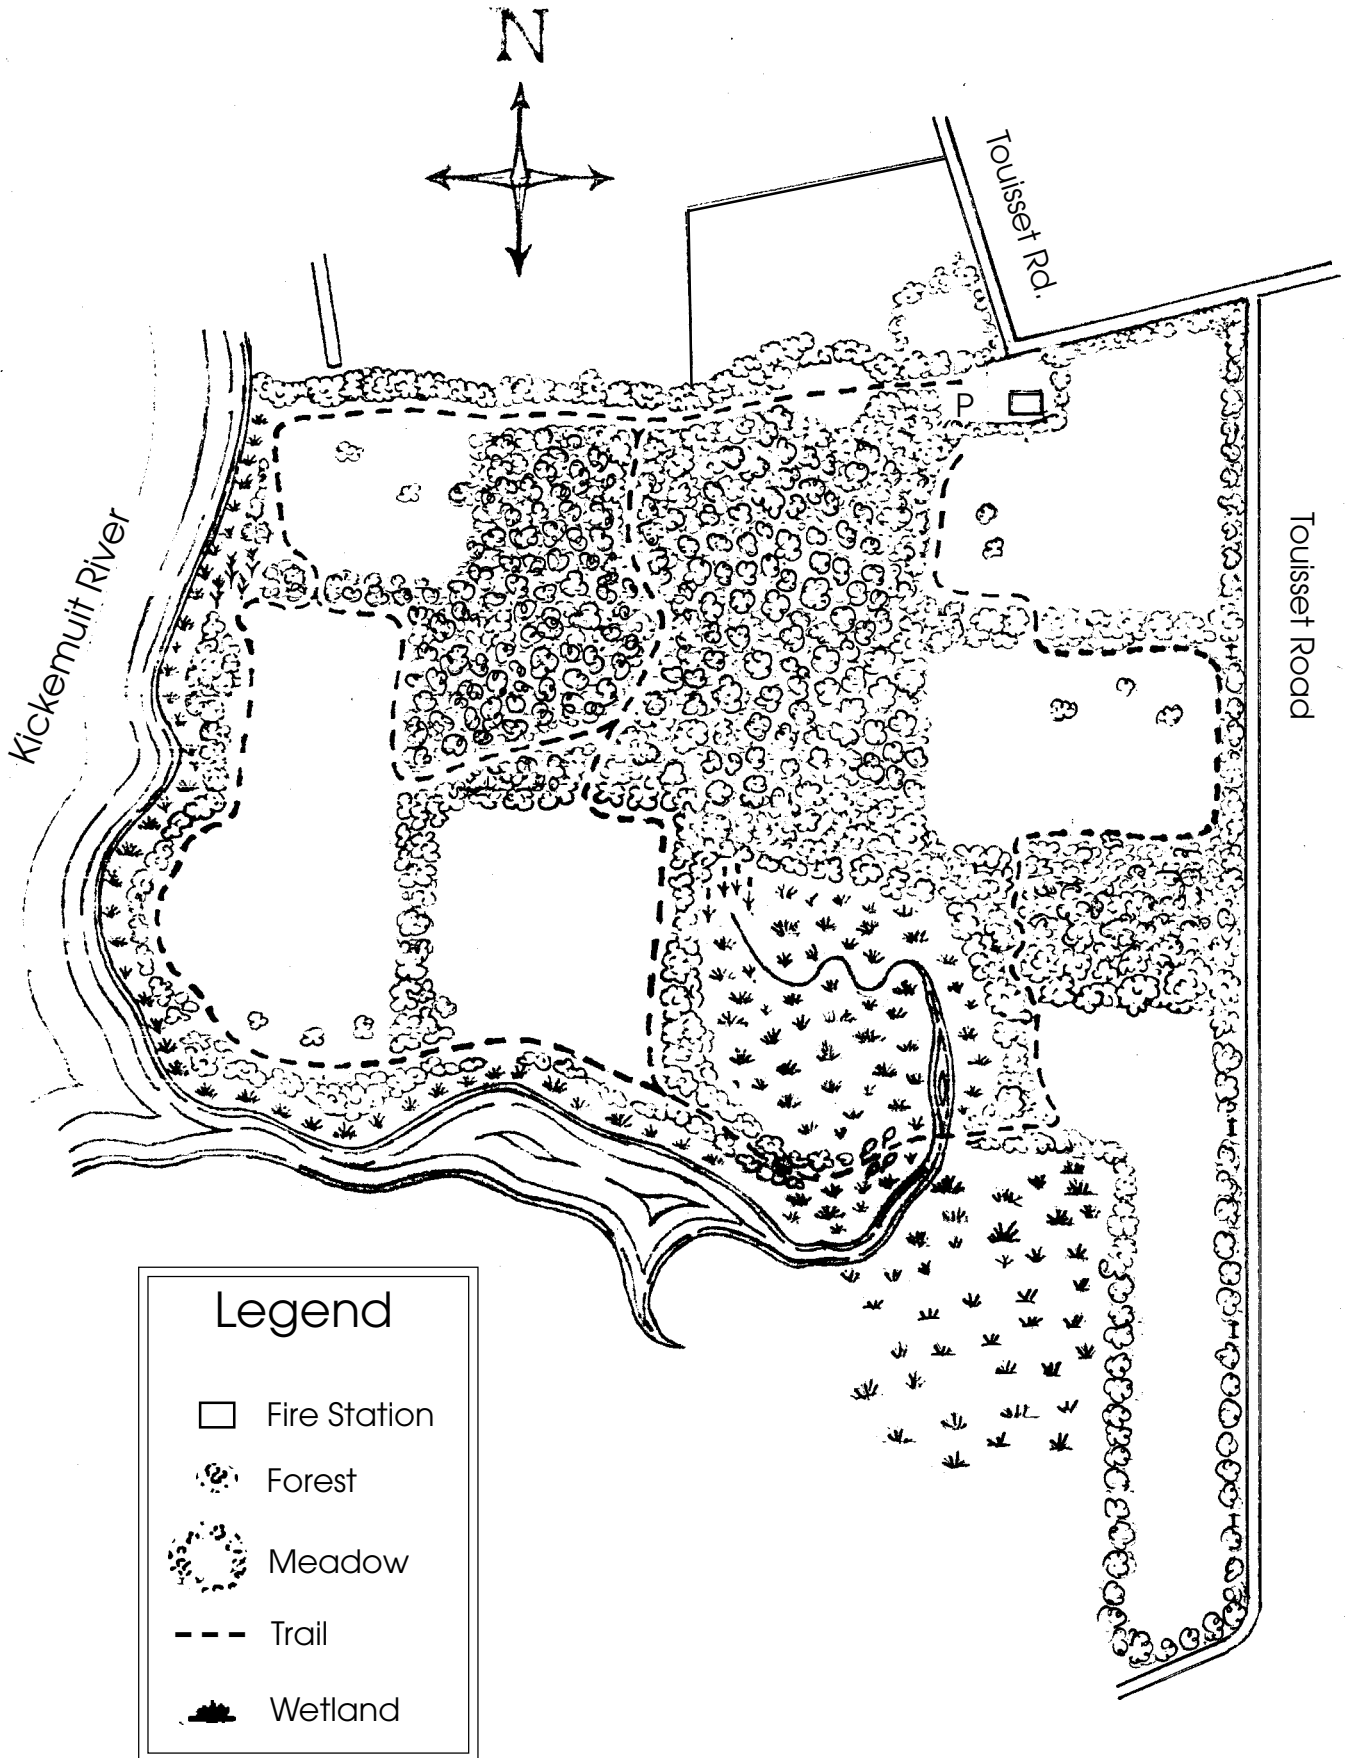 N
Touisset Rd.
P
Kickemuit River
Touisset Road
Legend
Fire Station
Forest
Meadow
Trail
Wetland